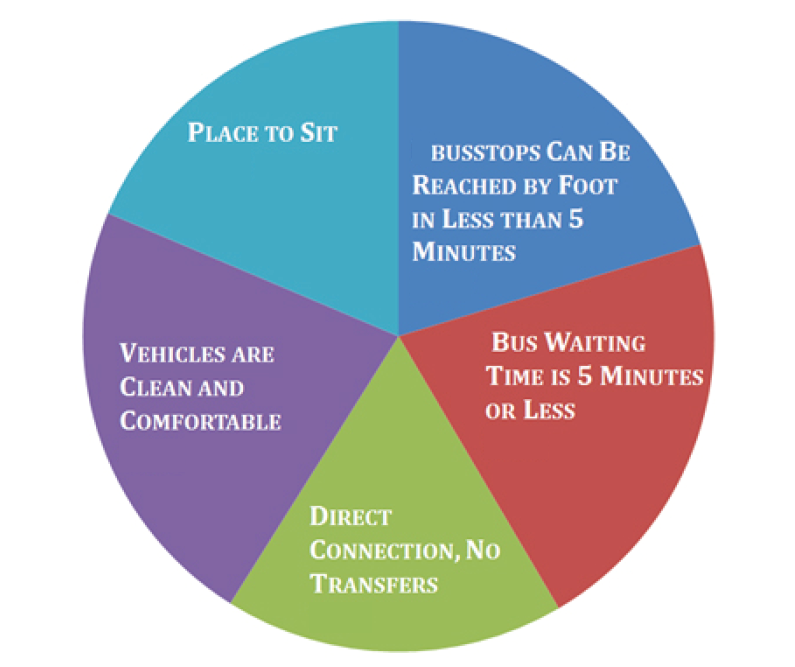 Place to Sit
busstops Can Be
Reached by Foot
in Less than 5
Minutes
Bus Waiting
Time is 5 Minutes
or Less
Vehicles are
Clean and
Comfortable
Direct
Connection, No
Transfers